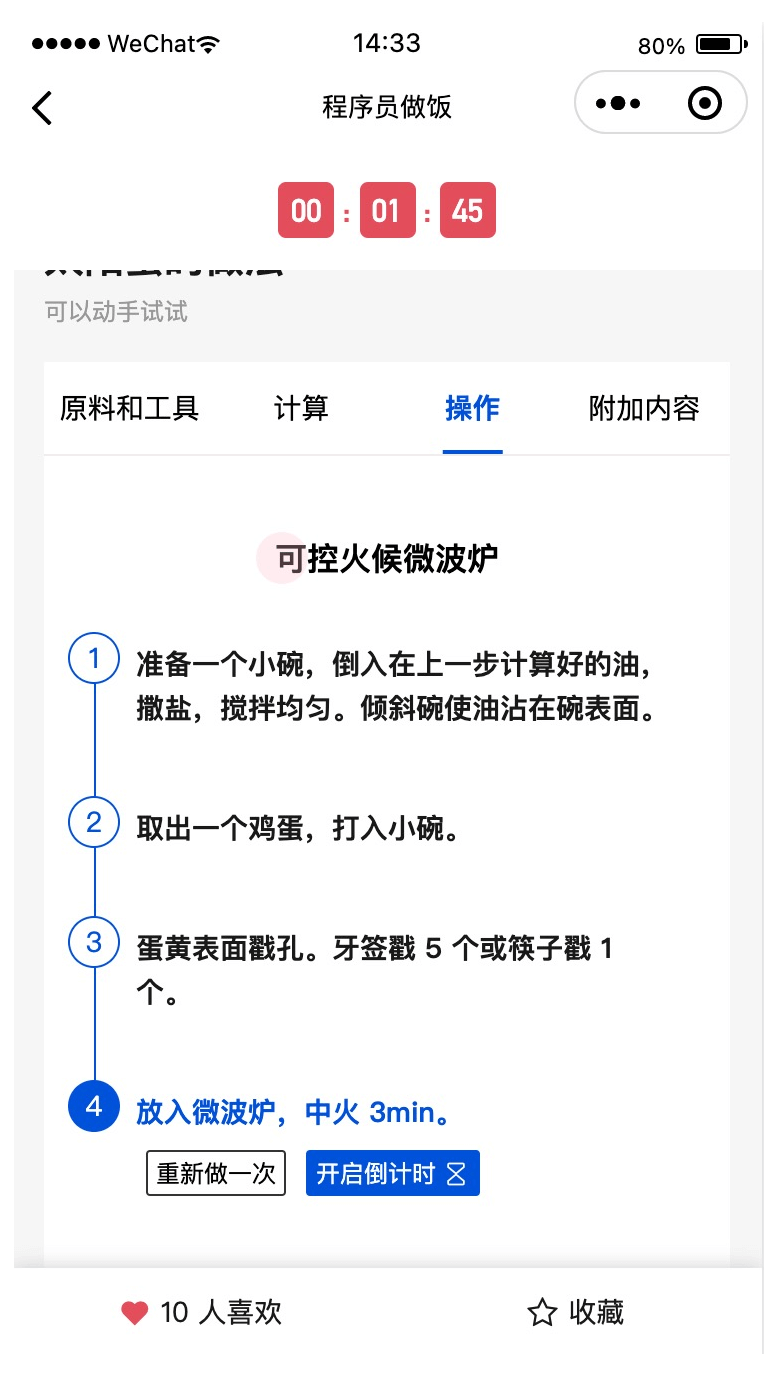 WeChat
14:33
80%
程序员做饭
00 : 01 : 45
可以动手试试
原料和工具
计算
操作
附加内容
可控火候微波炉
1
准备一个小碗，倒入在上一步计算好的油，
撒盐，搅拌均匀。倾斜碗使油沾在碗表面。
2
取出一个鸡蛋，打入小碗。
3
蛋黄表面戳孔。牙签戳 5 个或筷子戳 1
个。
4
放入微波炉，中火 3min。
重新做一次
开启倒计时
10 人喜欢
收藏